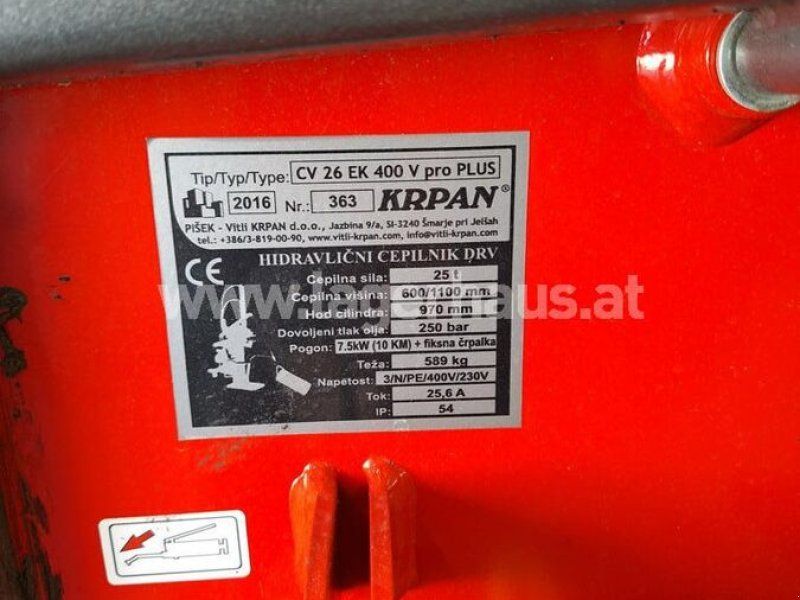 Tip/Typ/Type: CV 26 EK 400 V pro PLUS
2016 Nr.: 363 KRPAN®
PIŠEK - Vitli KRPAN d.o.o., Jazbina 9/a, SI-3240 Šmarje pri Jelšah
tel.: +386/3-819-00-90, www.vitli-krpan.com, info@vitli-krpan.com
CE
HIDRAVLIČNI CEPILNIK DRV
Cepilna sila: 25 t
Cepilna višina: 600/1100 mm
Hod cilindra: 970 mm
Dovoljeni tlak olja: 250 bar
Pogon: 7.5kW (10 KM) + fiksna črpalka
Teža: 589 kg
Napetost: 3/N/PE/400V/230V
Tok: 25,6 A
IP: 54
www.lagerhaus.at